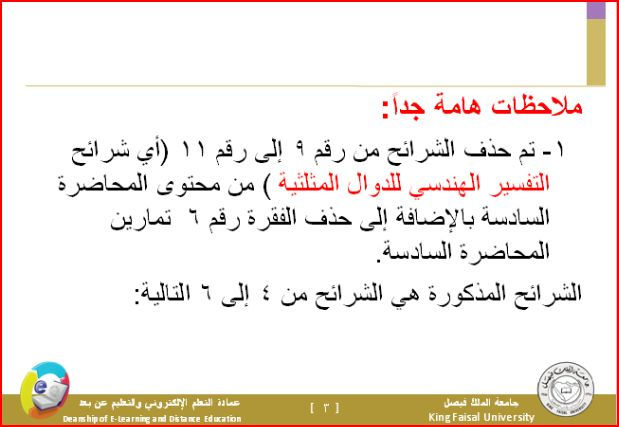 ملاحظات هامة جداً:
١- تم حذف الشرائح من رقم ٩ إلى رقم ١١ (أي شرائح
التفسير الهندسي للدوال المثلثية ) من محتوى المحاضرة
السادسة بالإضافة إلى حذف الفقرة رقم ٦ تمارين
المحاضرة السادسة.
الشرائح المذكورة هي الشرائح من ٤ إلى ٦ التالية:
جامعة الملك فيصل
King Faisal University
[ ٣ ]
عمادة التعلم الإلكتروني والتعليم عن بعد
Deanship of E-Learning and Distance Education